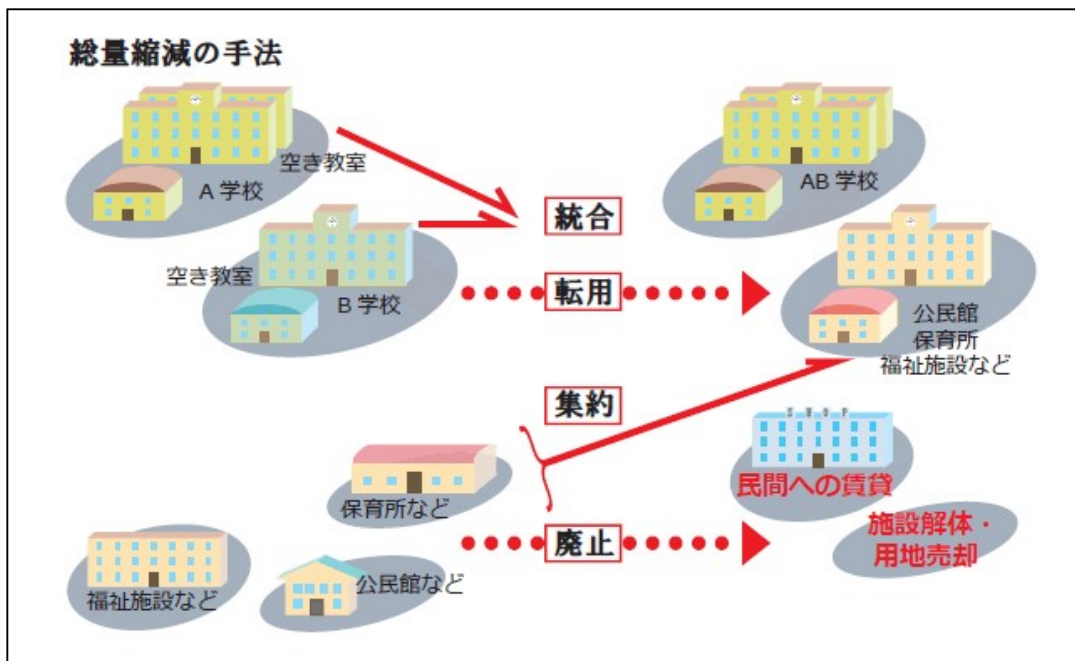 総量縮減の手法
空き教室
A 学校
空き教室
B 学校
統合
AB 学校
転用
公民館
保育所
福祉施設など
集約
保育所など
福祉施設など
公民館など
廃止
SHOP
民間への賃貸
施設解体・
用地売却